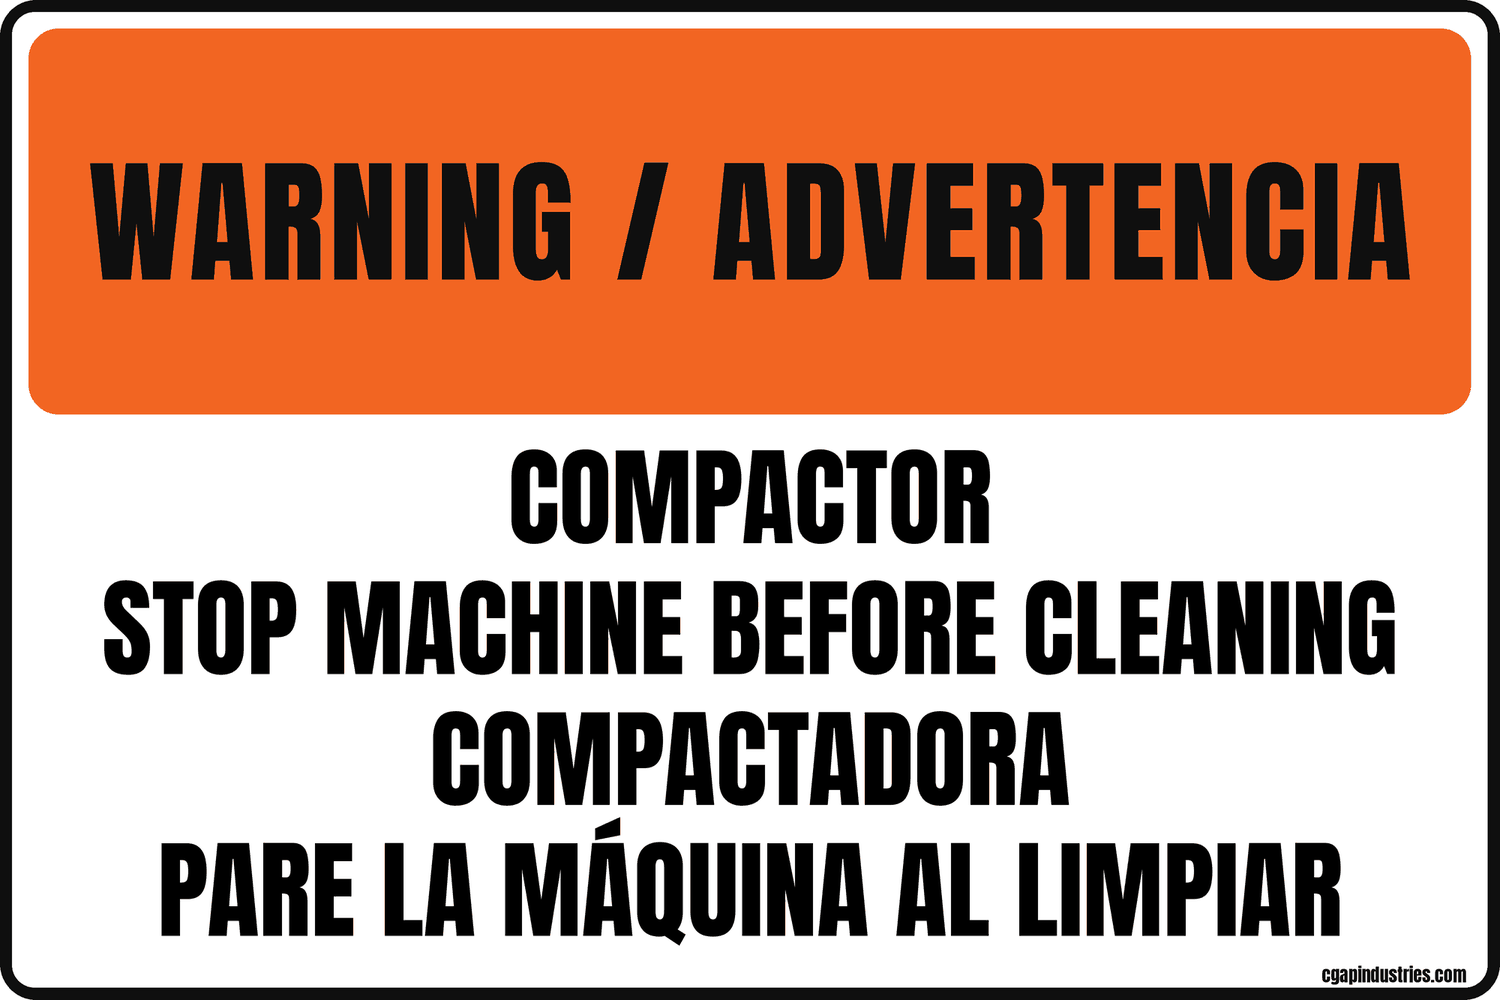 WARNING / ADVERTENCIA
COMPACTOR
STOP MACHINE BEFORE CLEANING
COMPACTADORA
PARE LA MÁQUINA AL LIMPIAR
cgapindustries.com